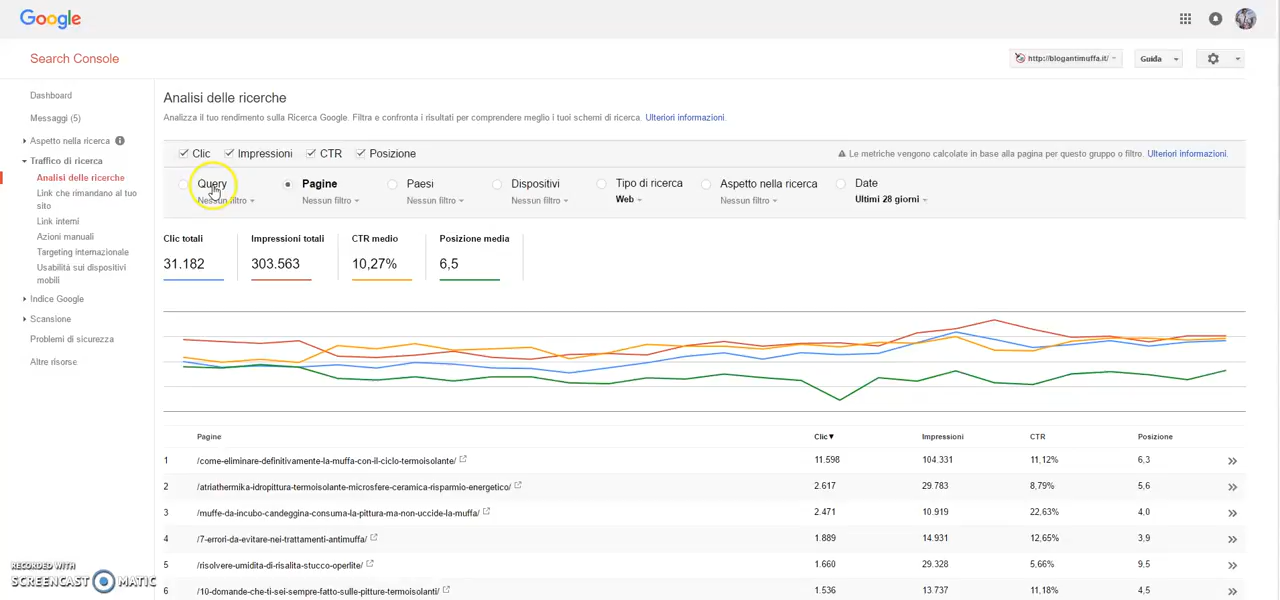 Google
Search Console
http://blogantimuffa.it/
Guida
Dashboard
Messaggi (5)
Aspetto nella ricerca
Traffico di ricerca
Analisi delle ricerche
Link che rimandano al tuo
sito
Link interni
Azioni manuali
Targeting internazionale
Usabilità sui dispositivi
mobili
Indice Google
Scansione
Problemi di sicurezza
Altre risorse
Analisi delle ricerche
Analizza il tuo rendimento sulla Ricerca Google. Filtra e confronta i risultati per comprendere meglio i tuoi schemi di ricerca. Ulteriori informazioni.
Clic Impressioni CTR Posizione
Le metriche vengono calcolate in base alla pagina per questo gruppo o filtro. Ulteriori informazioni.
Query Pagine Paesi Dispositivi Tipo di ricerca Aspetto nella ricerca Date
Nessun filtro Nessun filtro Nessun filtro Nessun filtro Web Nessun filtro Ultimi 28 giorni
Clic totali Impressioni totali CTR medio Posizione media
31.182 303.563 10,27% 6,5
Pagine Clic▼ Impressioni CTR Posizione
1 /come-eliminare-definitivamente-la-muffa-con-il-ciclo-termoisolante/ 11.598 104.331 11,12% 6,3 »
2 /atriathermika-idropittura-termoisolante-microsfere-ceramica-risparmio-energetico/ 2.617 29.783 8,79% 5,6 »
3 /muffe-da-incubo-candeggina-consuma-la-pittura-ma-non-uccide-la-muffa/ 2.471 10.919 22,63% 4,0 »
4 /7-errori-da-evitare-nei-trattamenti-antimuffa/ 1.889 14.931 12,65% 3,9 »
5 /risolvere-umidita-di-risalita-stucco-operlite/ 1.660 29.328 5,66% 9,5 »
6 /10-domande-che-ti-sei-sempre-fatto-sulle-pitture-termoisolanti/ 1.536 13.737 11,18% 4,5 »
RECORDED WITH
SCREENCAST MATIC